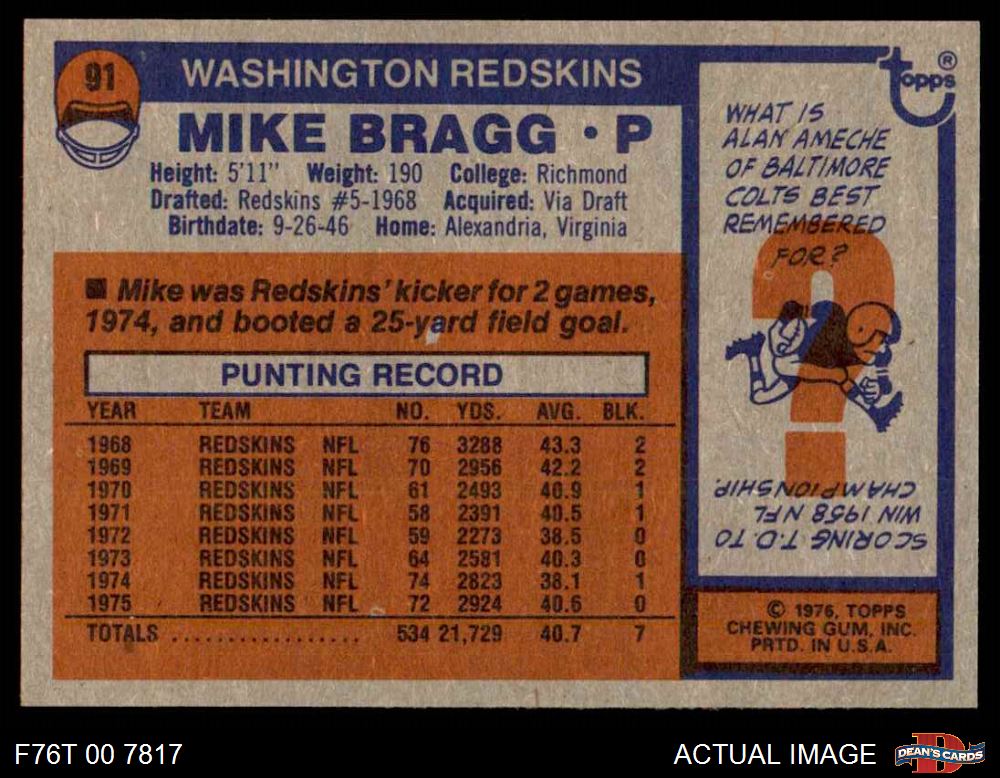 91
WASHINGTON REDSKINS
MIKE BRAGG • P
Height: 5'11" Weight: 190 College: Richmond
Drafted: Redskins #5-1968 Acquired: Via Draft
Birthdate: 9-26-46 Home: Alexandria, Virginia
■ Mike was Redskins' kicker for 2 games,
1974, and booted a 25-yard field goal.
PUNTING RECORD
YEAR TEAM NO. YDS. AVG. BLK.
1968 REDSKINS NFL 76 3288 43.3 2
1969 REDSKINS NFL 70 2956 42.2 2
1970 REDSKINS NFL 61 2493 40.9 1
1971 REDSKINS NFL 58 2391 40.5 1
1972 REDSKINS NFL 59 2273 38.5 0
1973 REDSKINS NFL 64 2581 40.3 0
1974 REDSKINS NFL 74 2823 38.1 1
1975 REDSKINS NFL 72 2924 40.6 0
TOTALS .................. 534 21,729 40.7 7
topps ®
WHAT IS
ALAN AMECHE
OF BALTIMORE
COLTS BEST
REMEMBERED
FOR?
?
SCORING T.D. TO
WIN 1958 NFL
CHAMPIONSHIP.
© 1976, TOPPS
CHEWING GUM, INC.
PRTD. IN U.S.A.
F76T 00 7817
ACTUAL IMAGE
DEAN'S CARDS